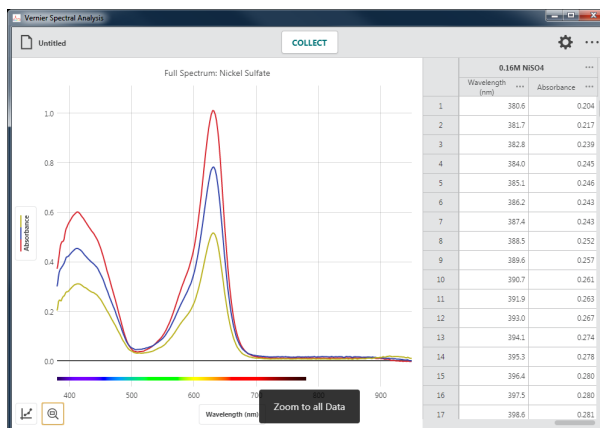 Vernier Spectral Analysis
Untitled
COLLECT
...
Full Spectrum: Nickel Sulfate
1.0
0.8
0.6
0.4
0.2
0.0
Absorbance
400
500
600
900
Wavelength (nm)
Zoom to all Data
0.16M NiSO4 ...
Wavelength (nm) ... Absorbance ...
1 380.6 0.204
2 381.7 0.217
3 382.8 0.239
4 384.0 0.245
5 385.1 0.246
6 386.2 0.243
7 387.4 0.243
8 388.5 0.252
9 389.6 0.257
10 390.7 0.261
11 391.9 0.263
12 393.0 0.267
13 394.1 0.274
14 395.3 0.278
15 396.4 0.280
16 397.5 0.280
17 398.6 0.281